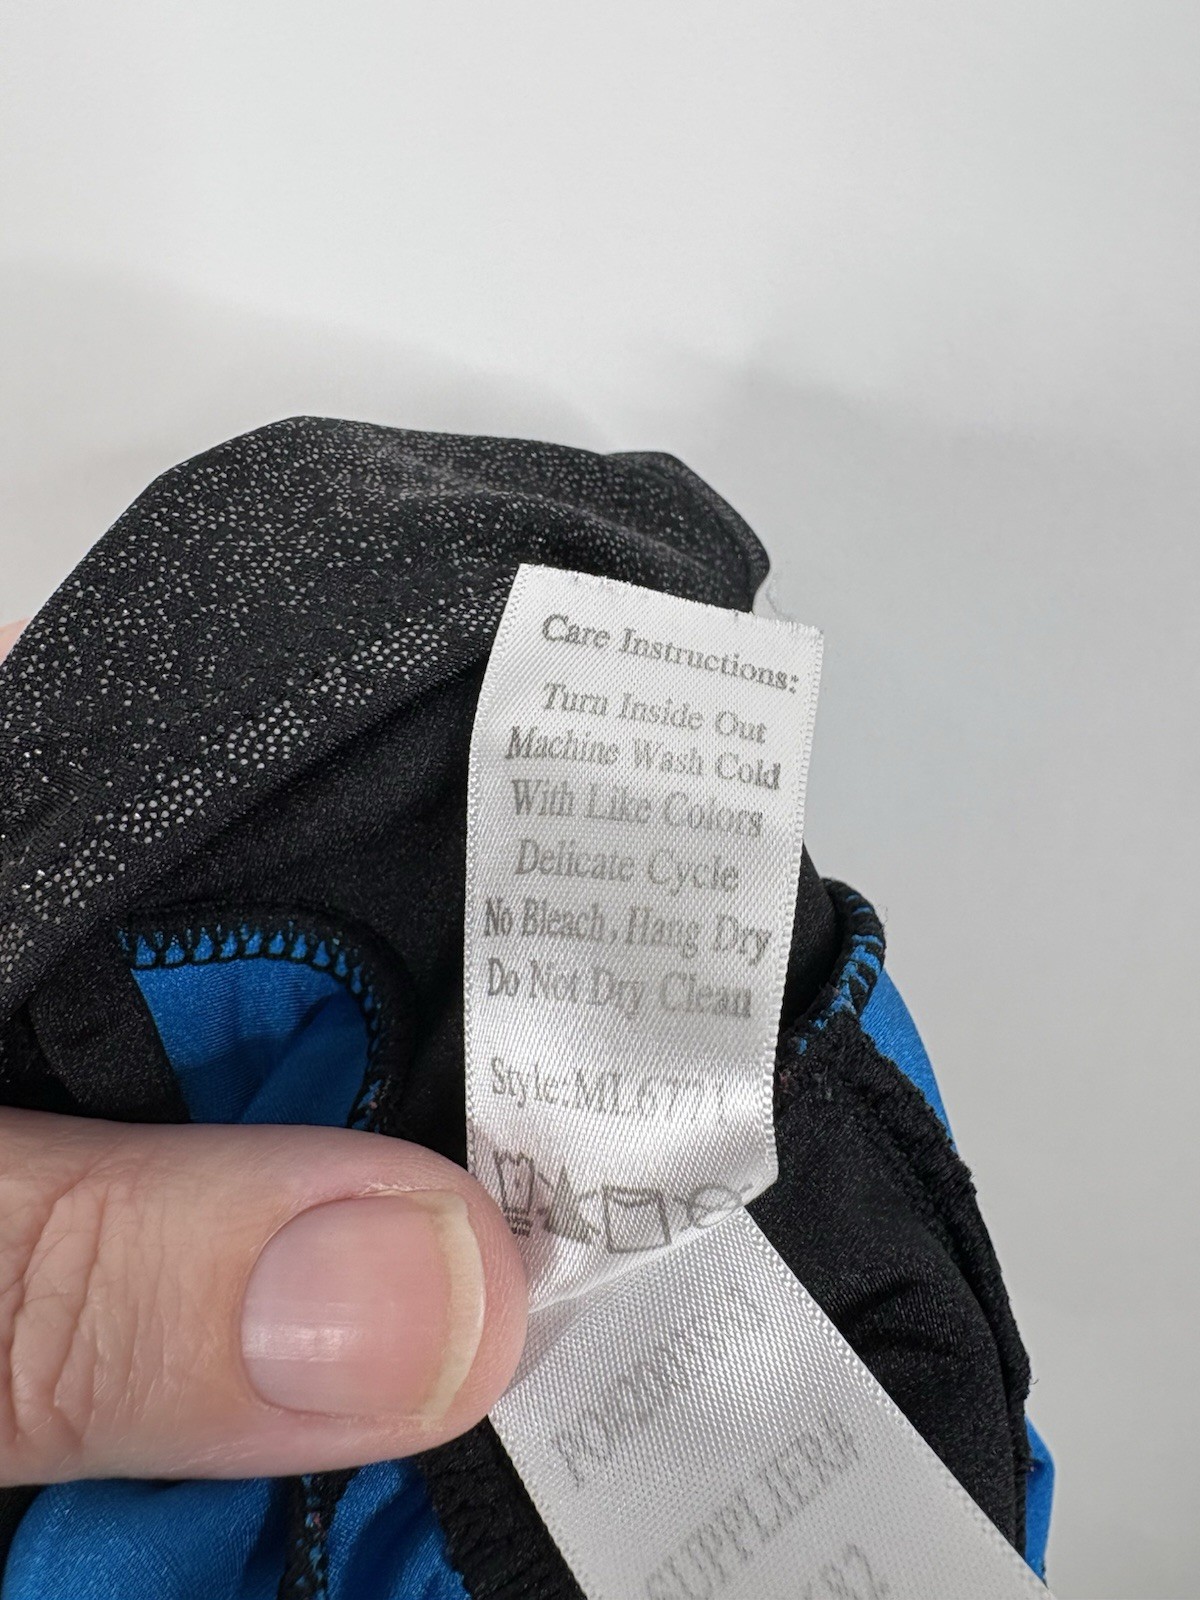 Care Instructions:
Turn Inside Out
Machine Wash Cold
With Like Colors
Delicate Cycle
No Bleach, Hang Dry
Do Not Dry Clean
Style:
SUPPLIER#